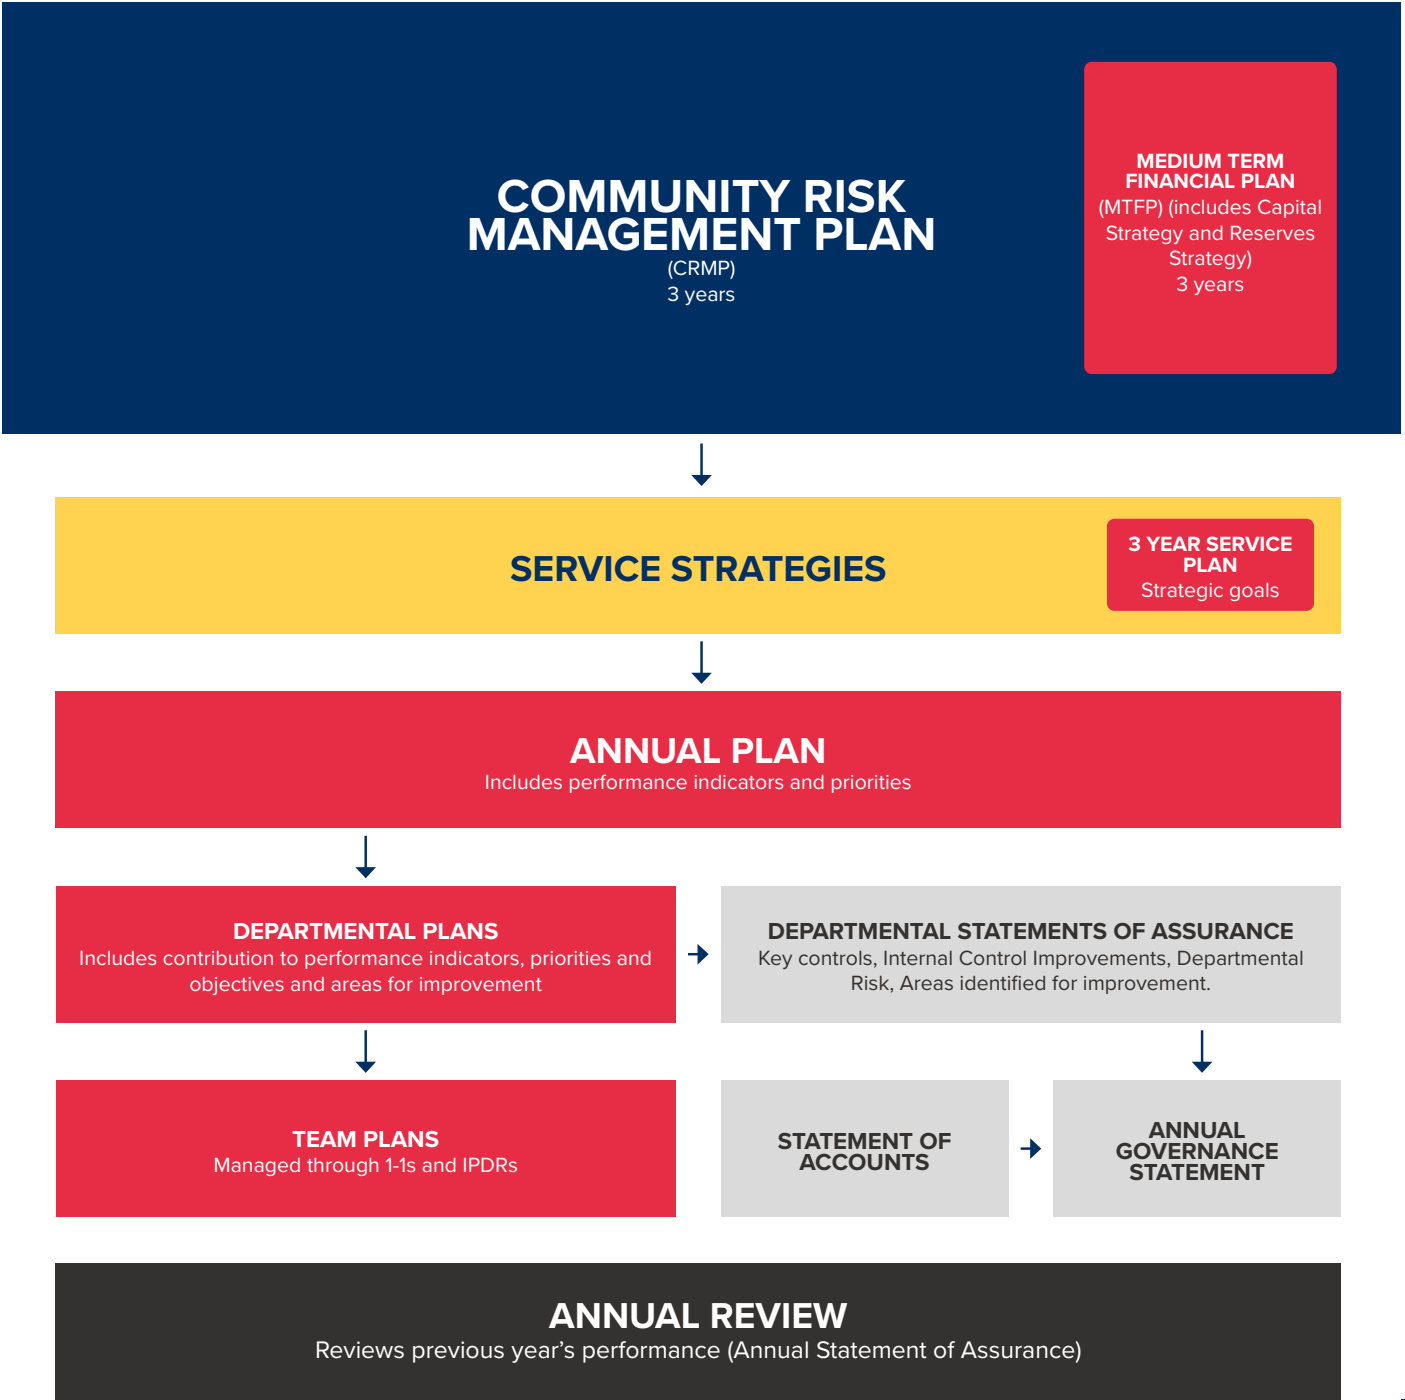 COMMUNITY RISK
MANAGEMENT PLAN
(CRMP)
3 years
MEDIUM TERM
FINANCIAL PLAN
(MTFP) (includes Capital
Strategy and Reserves
Strategy)
3 years
SERVICE STRATEGIES
3 YEAR SERVICE
PLAN
Strategic goals
ANNUAL PLAN
Includes performance indicators and priorities
DEPARTMENTAL PLANS
Includes contribution to performance indicators, priorities and
objectives and areas for improvement
DEPARTMENTAL STATEMENTS OF ASSURANCE
Key controls, Internal Control Improvements, Departmental
Risk, Areas identified for improvement.
TEAM PLANS
Managed through 1-1s and IPDRs
STATEMENT OF
ACCOUNTS
ANNUAL
GOVERNANCE
STATEMENT
ANNUAL REVIEW
Reviews previous year’s performance (Annual Statement of Assurance)